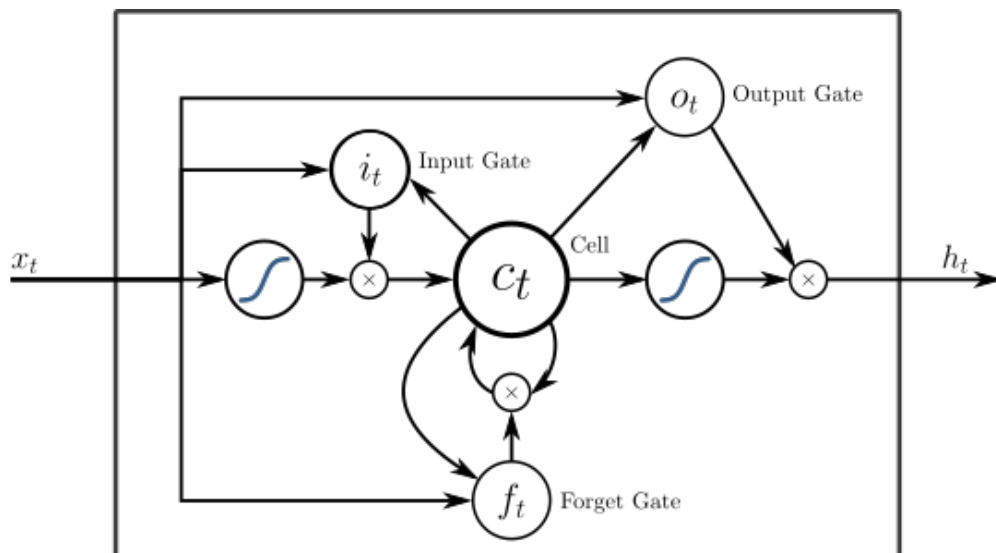 o_t Output Gate
i_t Input Gate
x_t
Cell
c_t
h_t
×
×
×
f_t Forget Gate